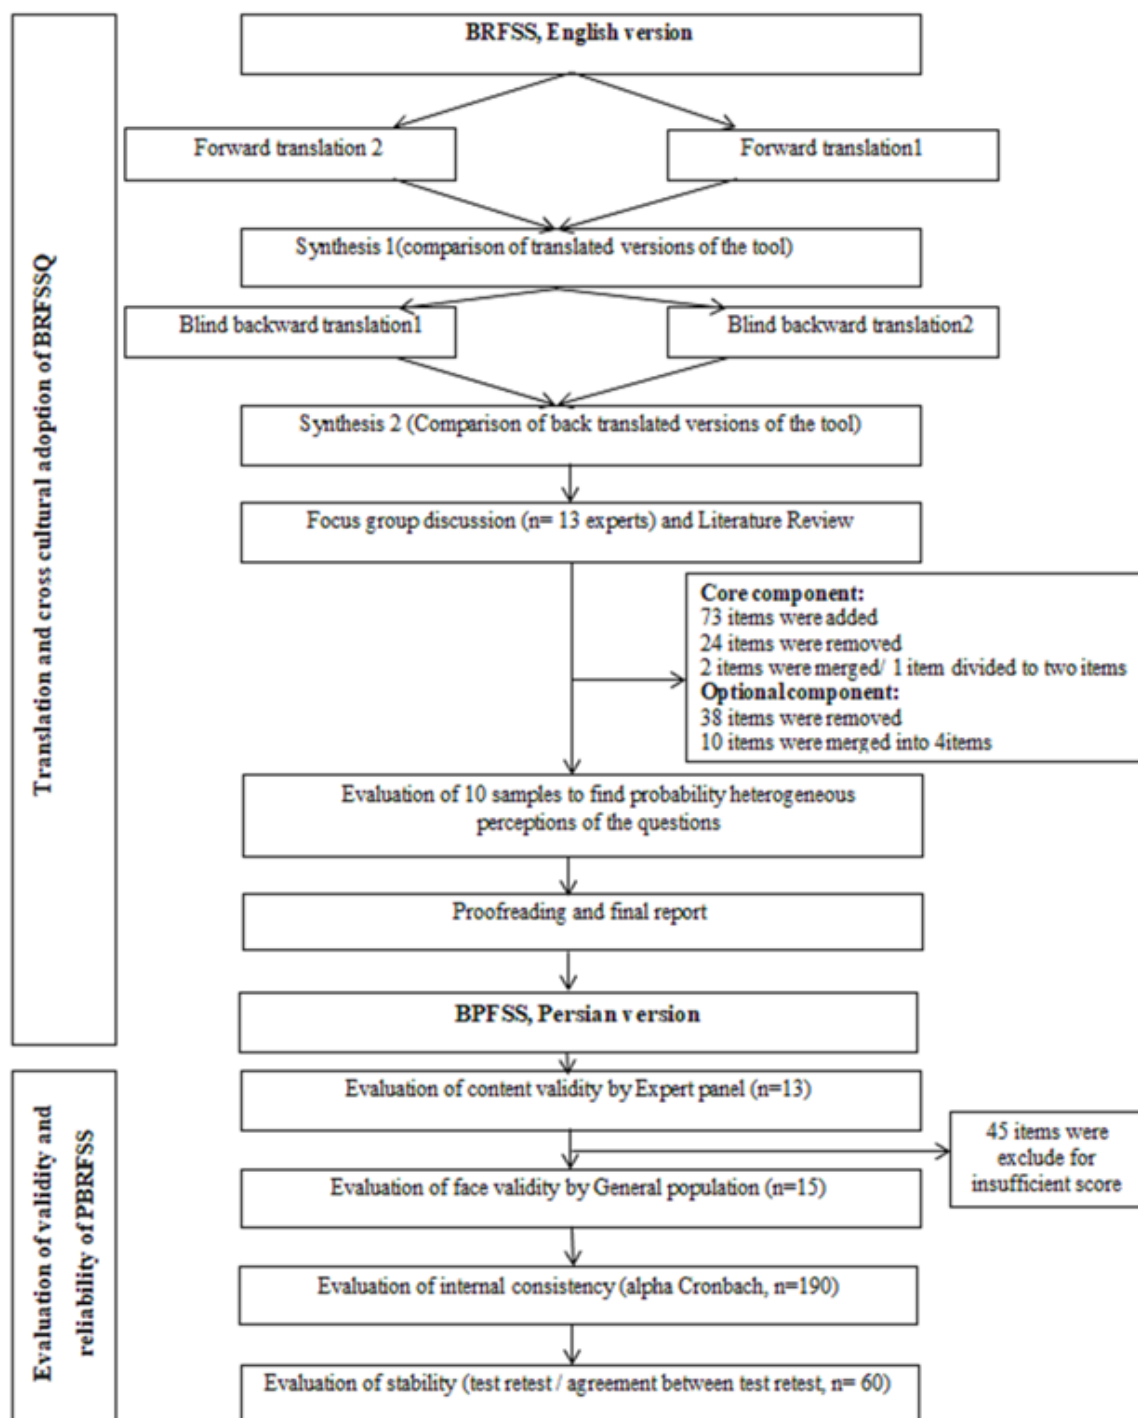 Translation and cross cultural adoption of BRFSSQ
BRFSS, English version
Forward translation 2
Forward translation1
Synthesis 1(comparison of translated versions of the tool)
Blind backward translation1
Blind backward translation2
Synthesis 2 (Comparison of back translated versions of the tool)
Focus group discussion (n= 13 experts) and Literature Review
Core component:
73 items were added
24 items were removed
2 items were merged/ 1 item divided to two items
Optional component:
38 items were removed
10 items were merged into 4items
Evaluation of 10 samples to find probability heterogeneous
perceptions of the questions
Proofreading and final report
BPFSS, Persian version
Evaluation of validity and
reliability of PBRFSS
Evaluation of content validity by Expert panel (n=13)
45 items were
exclude for
insufficient score
Evaluation of face validity by General population (n=15)
Evaluation of internal consistency (alpha Cronbach, n=190)
Evaluation of stability (test retest / agreement between test retest, n= 60)